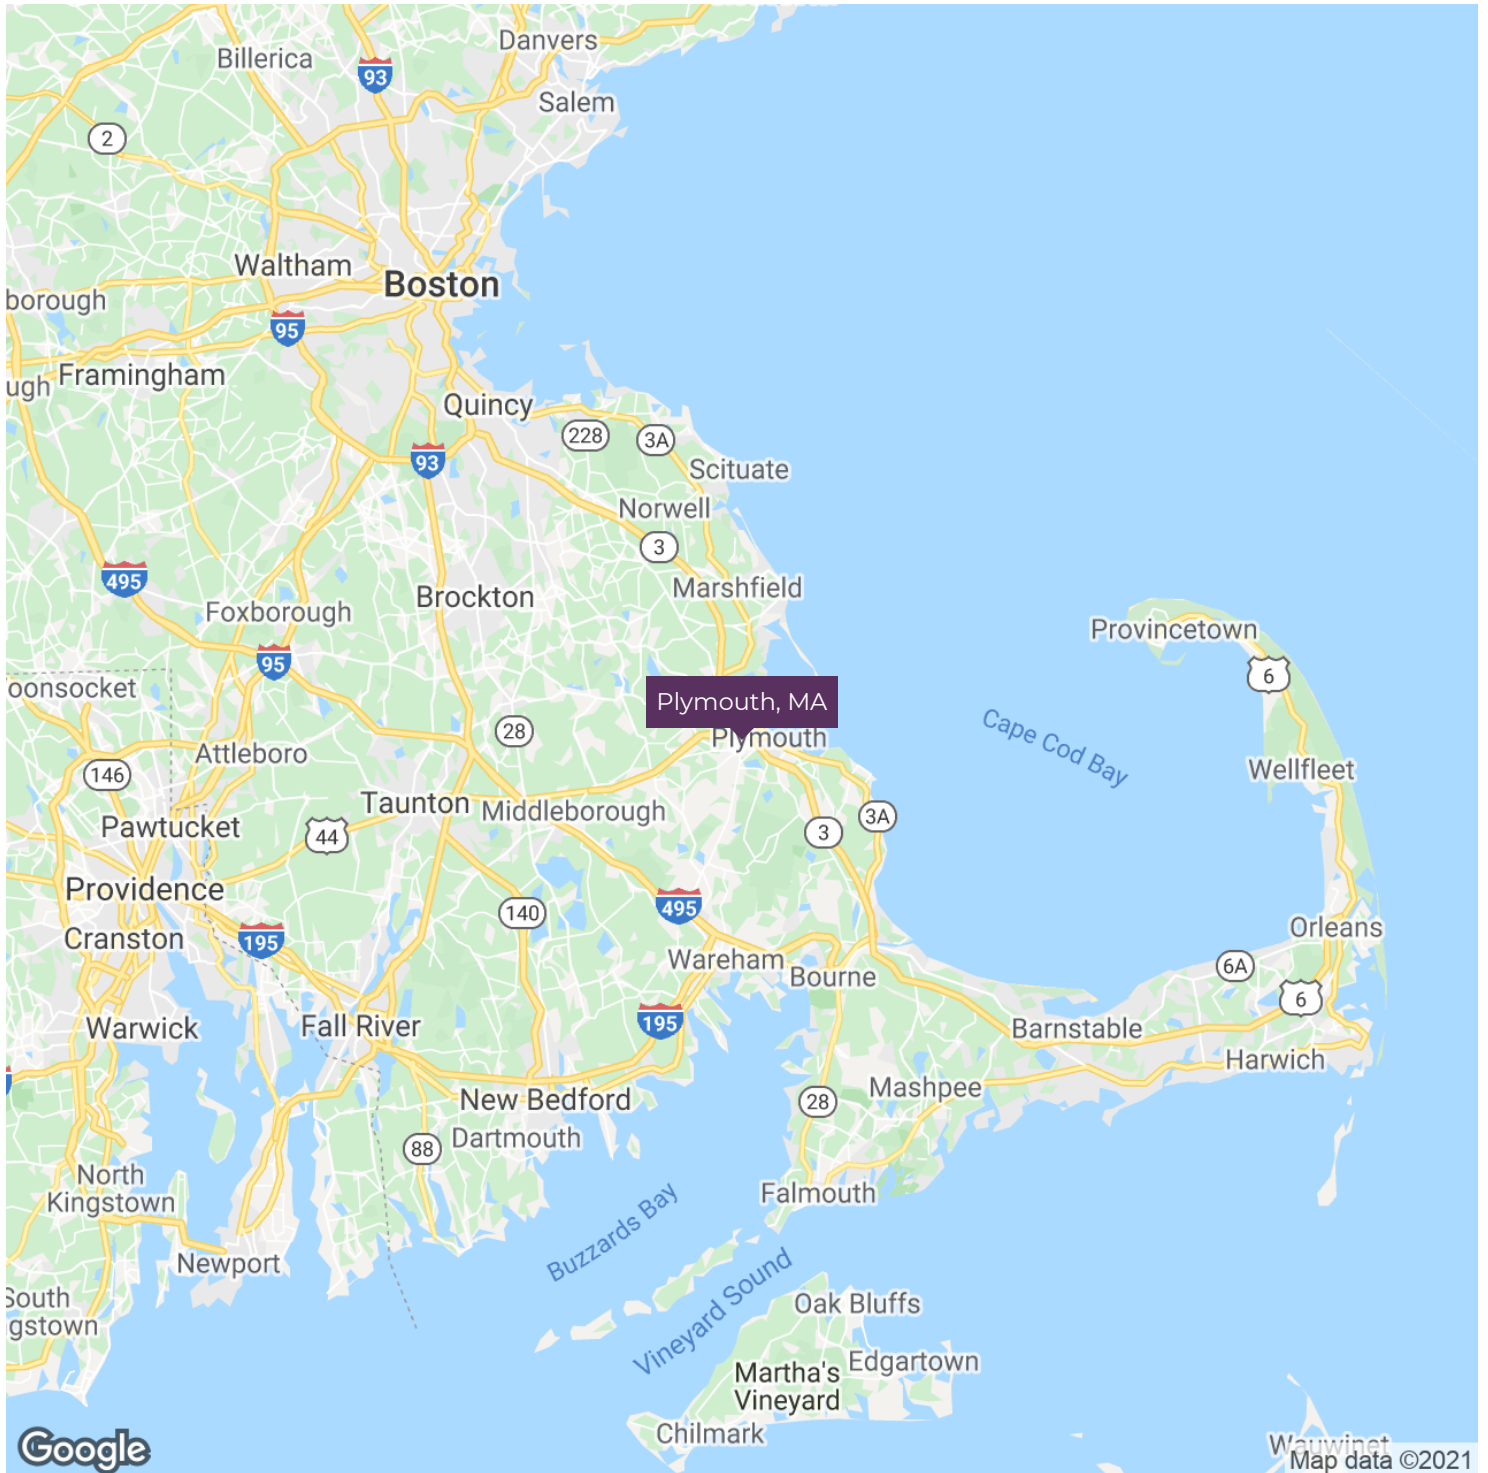 Danvers
Billerica
93
Salem
2
Waltham
Boston
borough
95
ugh
Framingham
Quincy
228
3A
93
Scituate
Norwell
3
495
Marshfield
Brockton
Foxborough
Provincetown
95
6
oonsocket
Plymouth, MA
28
Plymouth
Cape Cod Bay
Attleboro
146
Wellfleet
Taunton
Middleborough
3A
Pawtucket
44
3
Providence
495
140
Orleans
Cranston
195
Wareham
6A
Bourne
6
Warwick
Fall River
195
Barnstable
Harwich
Mashpee
New Bedford
28
Dartmouth
88
North
Kingstown
Falmouth
Buzzards Bay
Newport
South
gstown
Vineyard Sound
Oak Bluffs
Martha's
Vineyard
Edgartown
Chilmark
Google
Wauwinet
Map data ©2021